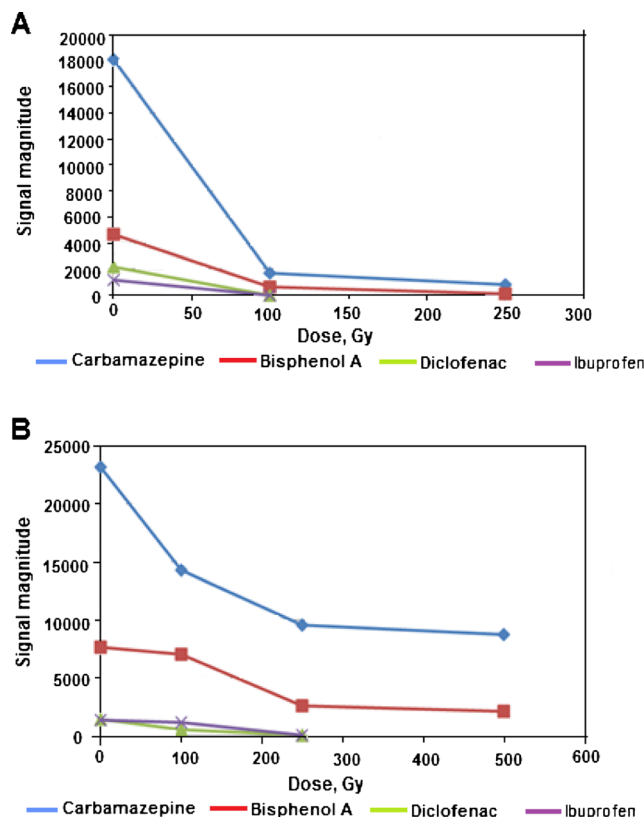 A
20000
18000
16000
14000
12000
10000
8000
6000
4000
2000
0
Signal magnitude
0 50 100 150 200 250 300
Dose, Gy
Carbamazepine Bisphenol A Diclofenac Ibuprofen
B
25000
20000
15000
10000
5000
0
Signal magnitude
0 100 200 300 400 500 600
Dose, Gy
Carbamazepine Bisphenol A Diclofenac Ibuprofen